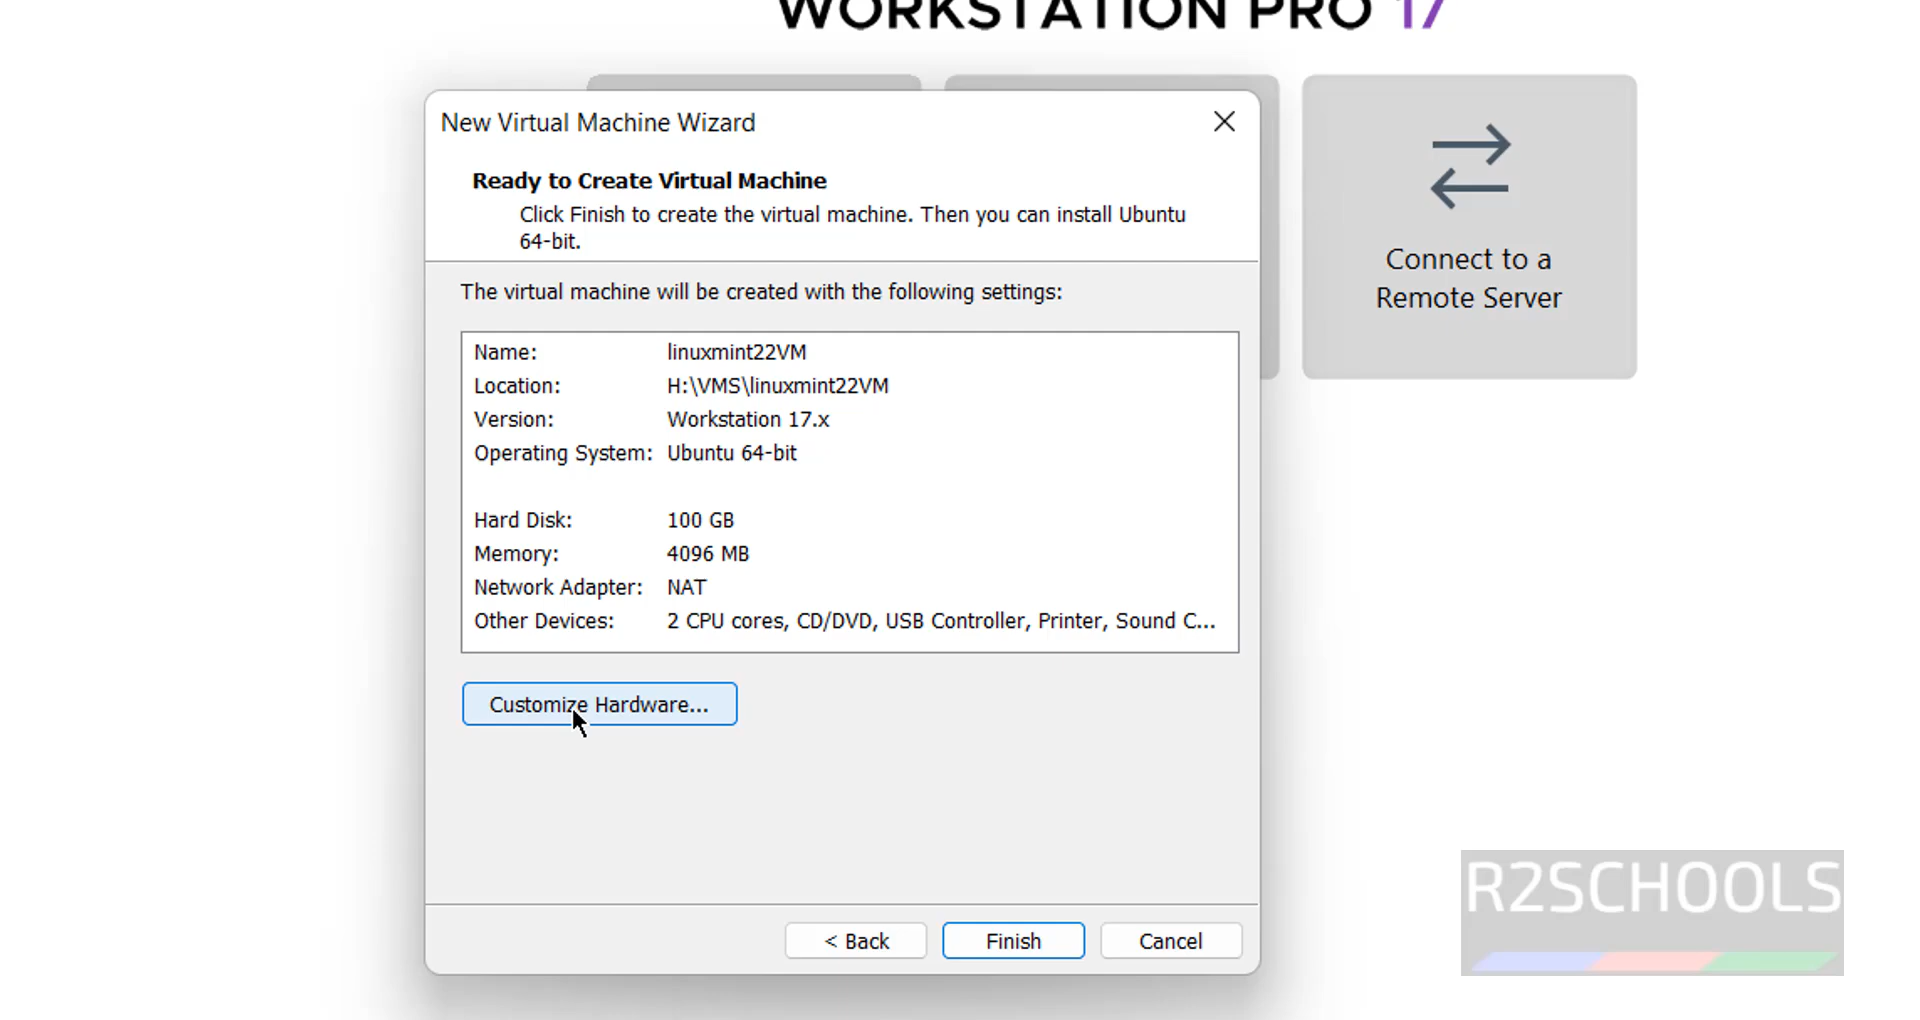 WORKSTATION PRO 17
New Virtual Machine Wizard
Ready to Create Virtual Machine
Click Finish to create the virtual machine. Then you can install Ubuntu
64-bit.
The virtual machine will be created with the following settings:
Name: linuxmint22VM
Location: H:\VMS\linuxmint22VM
Version: Workstation 17.x
Operating System: Ubuntu 64-bit
Hard Disk: 100 GB
Memory: 4096 MB
Network Adapter: NAT
Other Devices: 2 CPU cores, CD/DVD, USB Controller, Printer, Sound C...
Customize Hardware...
< Back
Finish
Cancel
Connect to a
Remote Server
R2SCHOOLS